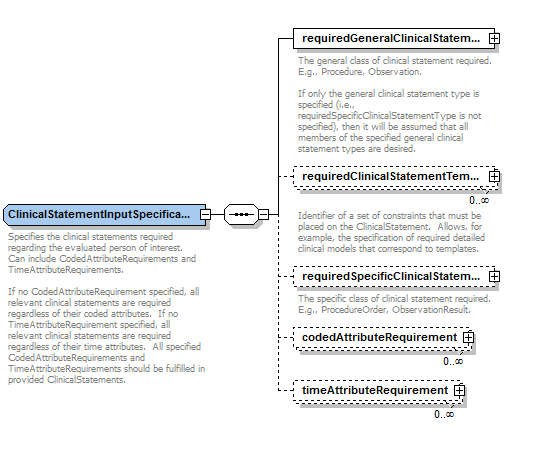 requiredGeneralClinicalStatem...
The general class of clinical statement required.
E.g., Procedure, Observation.
If only the general clinical statement type is
specified (i.e.,
requiredSpecificClinicalStatementType is not
specified), then it will be assumed that all
members of the specified general clinical
statement types are desired.
requiredClinicalStatementTem...
0..∞
Identifier of a set of constraints that must be
placed on the ClinicalStatement. Allows, for
example, the specification of required detailed
clinical models that correspond to templates.
ClinicalStatementInputSpecifica...
Specifies the clinical statements required
regarding the evaluated person of interest.
Can include CodedAttributeRequirements and
TimeAttributeRequirements.
If no CodedAttributeRequirement specified, all
relevant clinical statements are required
regardless of their coded attributes. If no
TimeAttributeRequirement specified, all
relevant clinical statements are required
regardless of their time attributes. All specified
CodedAttributeRequirements and
TimeAttributeRequirements should be fulfilled in
provided ClinicalStatements.
requiredSpecificClinicalStatem...
The specific class of clinical statement required.
E.g., ProcedureOrder, ObservationResult.
codedAttributeRequirement
0..∞
timeAttributeRequirement
0..∞